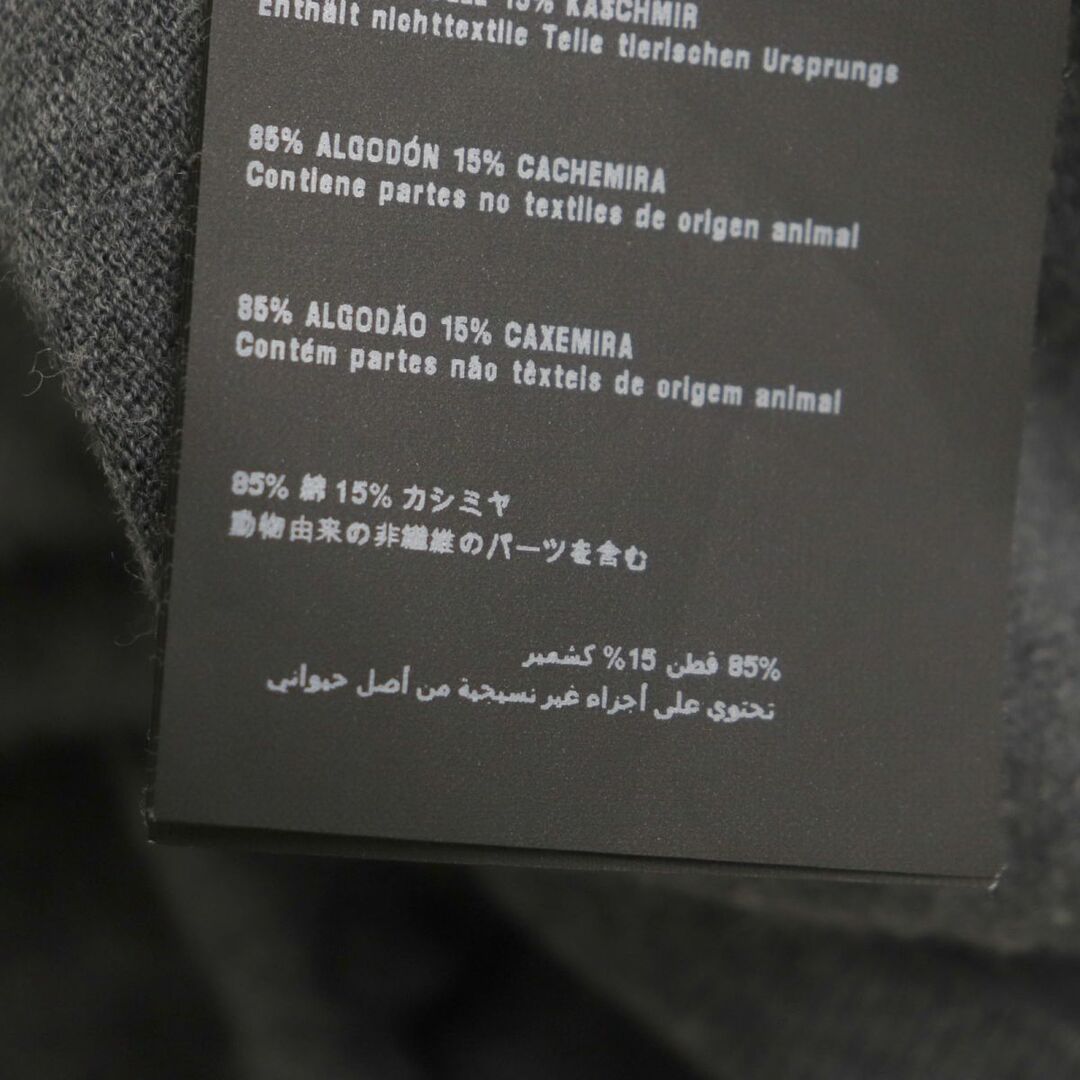 15% KASCHMIR
Enthält nichttextile Teile tierischen Ursprungs
85% ALGODÓN 15% CACHEMIRA
Contiene partes no textiles de origen animal
85% ALGODÃO 15% CAXEMIRA
Contém partes não têxteis de origem animal
85% 綿 15% カシミヤ
動物由来の非繊維のパーツを含む
85% قطن 15% كشمير
تحتوي على أجزاء غير نسيجية من أصل حيواني